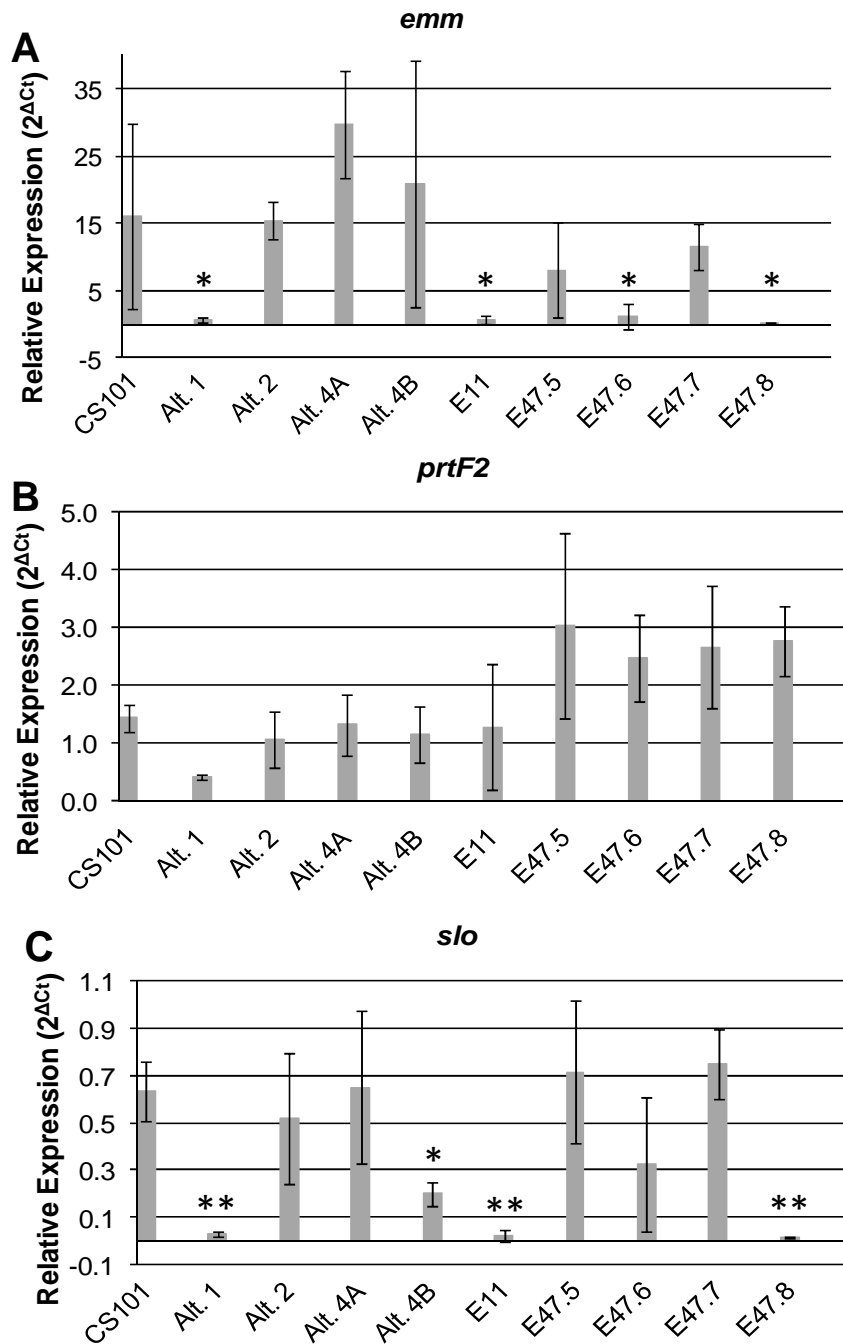 emm
A
Relative Expression (2^ΔCt)
35
25
15
5
-5
*
*
*
*
CS101
Alt. 1
Alt. 2
Alt. 4A
Alt. 4B
E11
E47.5
E47.6
E47.7
E47.8
prtF2
B
Relative Expression (2^ΔCt)
5.0
4.0
3.0
2.0
1.0
0.0
CS101
Alt. 1
Alt. 2
Alt. 4A
Alt. 4B
E11
E47.5
E47.6
E47.7
E47.8
slo
C
Relative Expression (2^ΔCt)
1.1
0.9
0.7
0.5
0.3
0.1
-0.1
**
*
**
**
CS101
Alt. 1
Alt. 2
Alt. 4A
Alt. 4B
E11
E47.5
E47.6
E47.7
E47.8